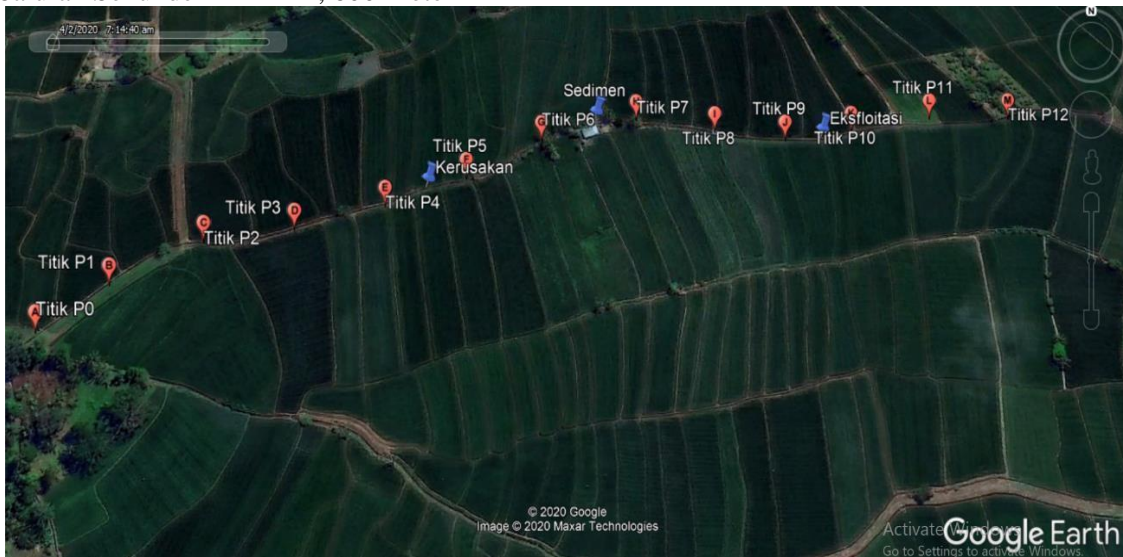 4/2/2020 7:14:40 am
N
Sedimen
Titik P11
L
M
Titik P12
H
Titik P7
I
Titik P8
Titik P9
J
K
Eksfloitasi
Titik P10
G
Titik P6
Titik P5
F
Kerusakan
E
Titik P4
Titik P3
D
C
Titik P2
Titik P1
B
A
Titik P0
© 2020 Google
Image © 2020 Maxar Technologies
Google Earth
Activate Windows
Go to Settings to activate Windows.